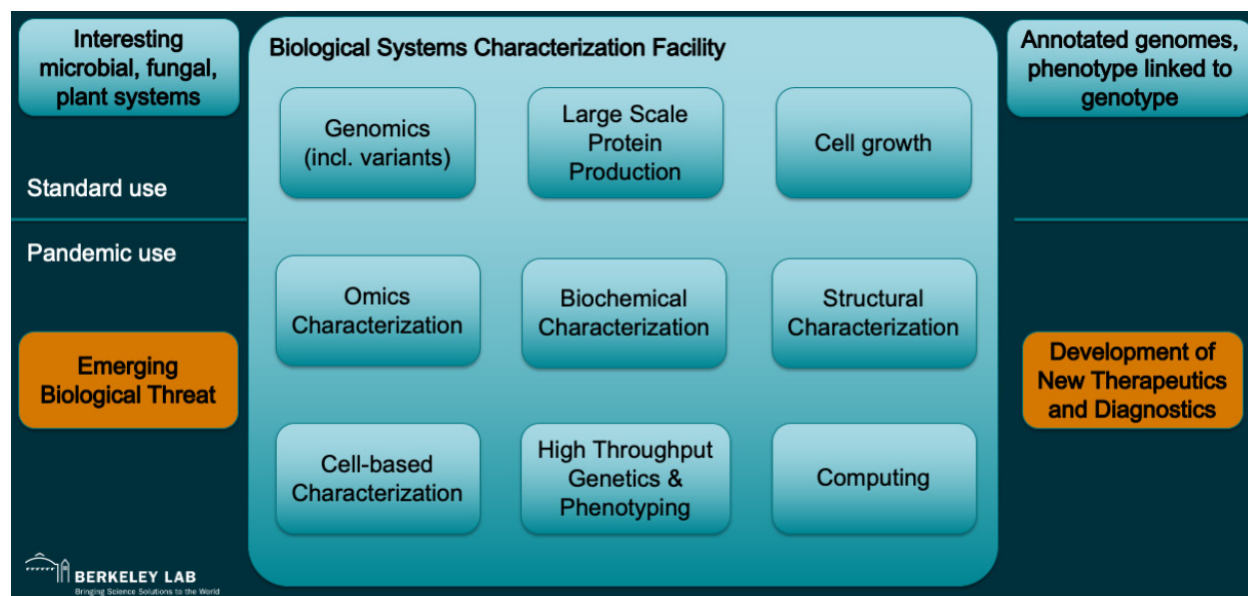 Interesting
microbial, fungal,
plant systems
Standard use
Pandemic use
Emerging
Biological Threat
Biological Systems Characterization Facility
Genomics
(incl. variants)
Large Scale
Protein
Production
Cell growth
Omics
Characterization
Biochemical
Characterization
Structural
Characterization
Cell-based
Characterization
High Throughput
Genetics &
Phenotyping
Computing
Annotated genomes,
phenotype linked to
genotype
Development of
New Therapeutics
and Diagnostics
BERKELEY LAB
Bringing Science Solutions to the World